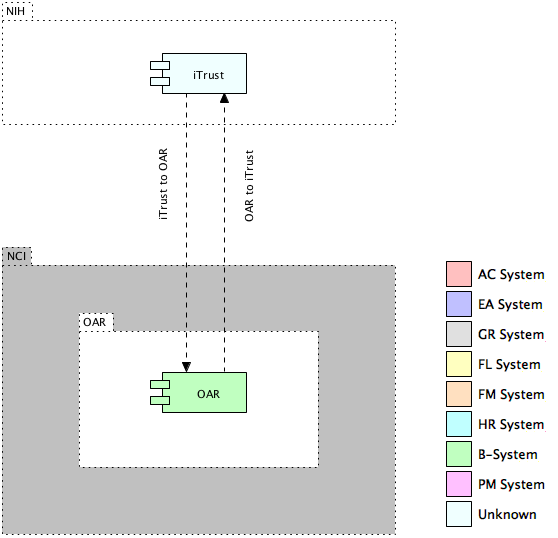 NIH
iTrust
iTrust to OAR
OAR to iTrust
NCI
OAR
OAR
AC System
EA System
GR System
FL System
FM System
HR System
B-System
PM System
Unknown